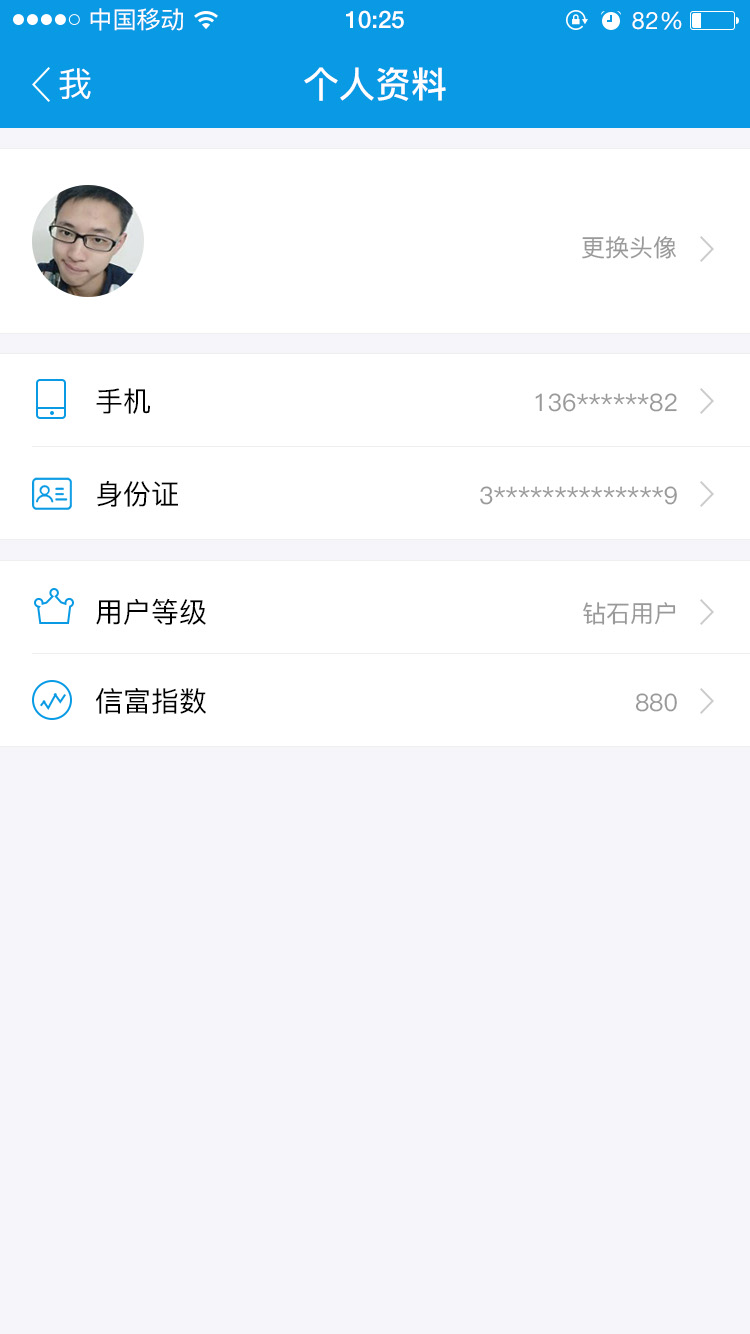 中国移动 10:25 82%
我 个人资料
更换头像
手机 136******82
身份证 3**************9
用户等级 钻石用户
信富指数 880